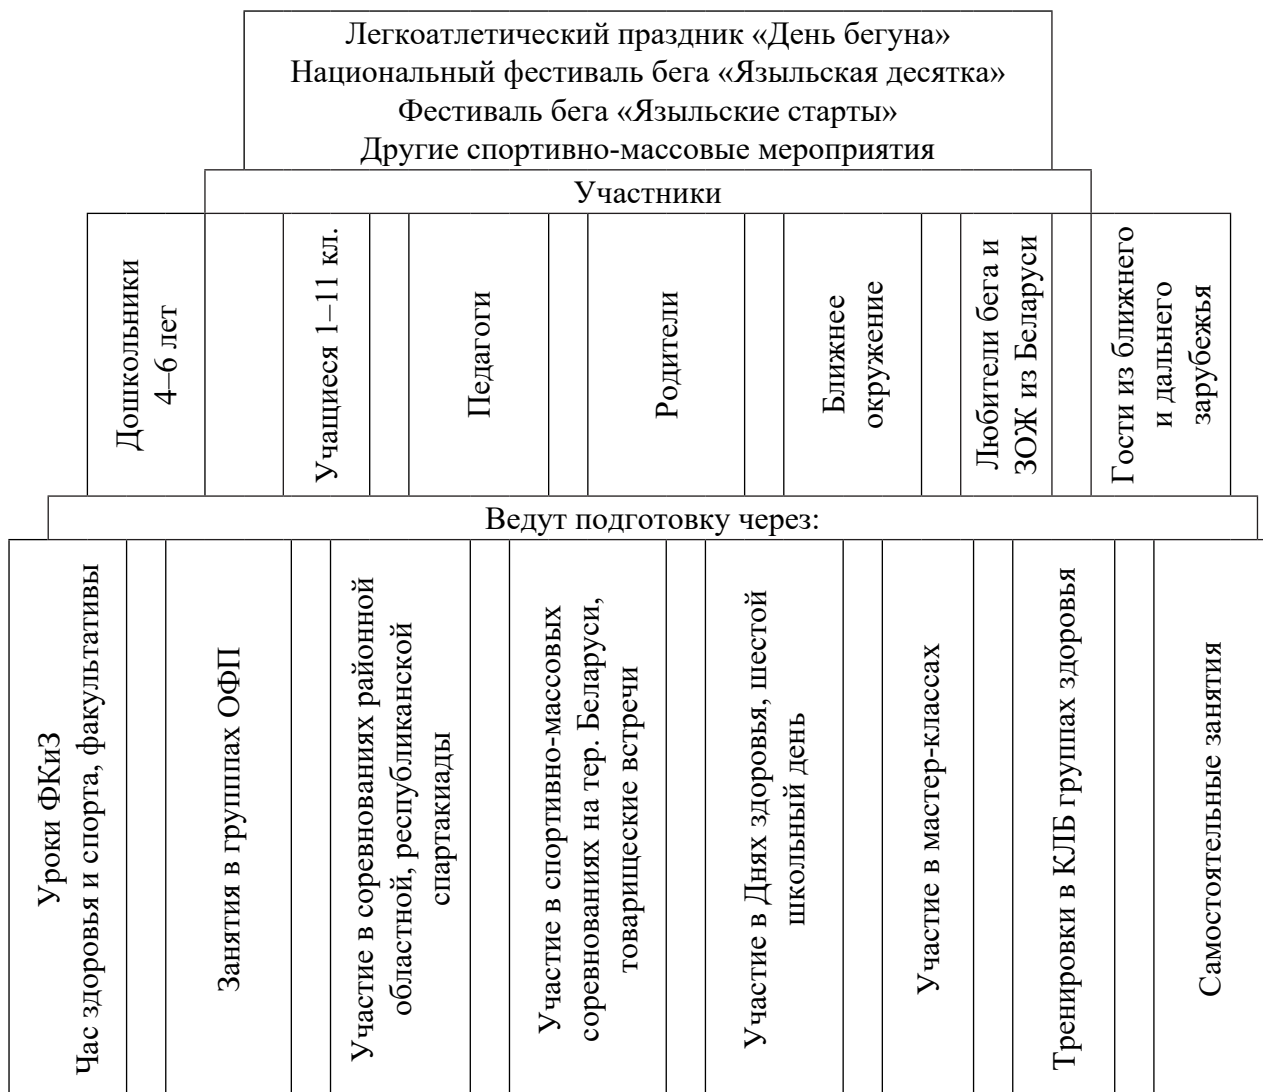 Легкоатлетический праздник «День бегуна»
Национальный фестиваль бега «Языльская десятка»
Фестиваль бега «Языльские старты»
Другие спортивно-массовые мероприятия
Участники
Дошкольники
4–6 лет
Учащиеся 1–11 кл.
Педагоги
Родители
Ближнее
окружение
Любители бега и
ЗОЖ из Беларуси
Гости из ближнего
и дальнего
зарубежья
Ведут подготовку через:
Уроки ФКиЗ
Час здоровья и спорта, факультативы
Занятия в группах ОФП
Участие в соревнованиях районной
областной, республиканской
спартакиады
Участие в спортивно-массовых
соревнованиях на тер. Беларуси,
товарищеские встречи
Участие в Днях здоровья, шестой
школьный день
Участие в мастер-классах
Тренировки в КЛБ группах здоровья
Самостоятельные занятия